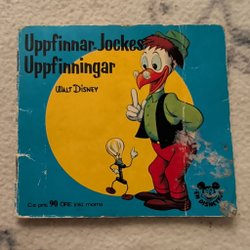 Uppfinnar-Jockes
Uppfinningar
WALT DISNEY
Ca-pris 90 ÖRE inkl. moms